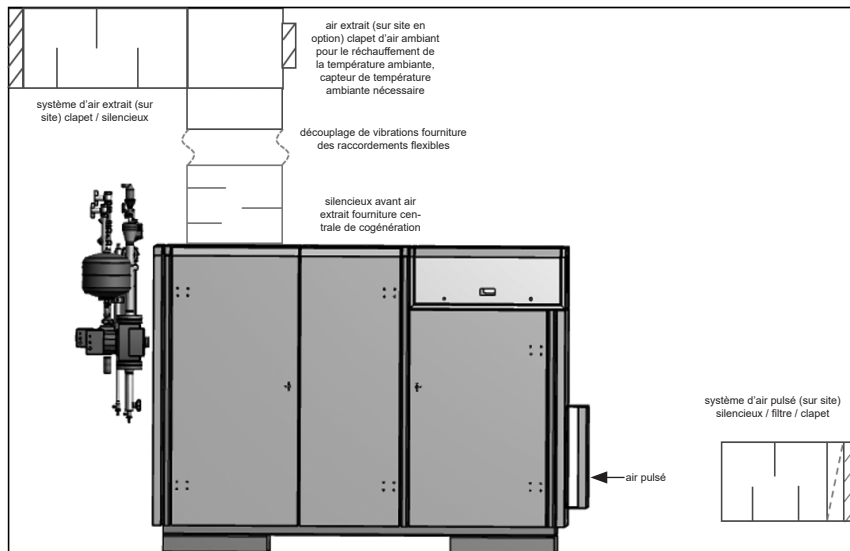 air extrait (sur site en
option) clapet d'air ambiant
pour le réchauffement de
la température ambiante,
capteur de température
ambiante nécessaire
système d'air extrait (sur
site) clapet / silencieux
découplage de vibrations fourniture
des raccordements flexibles
silencieux avant air
extrait fourniture cen-
trale de cogénération
système d'air pulsé (sur site)
silencieux / filtre / clapet
air pulsé